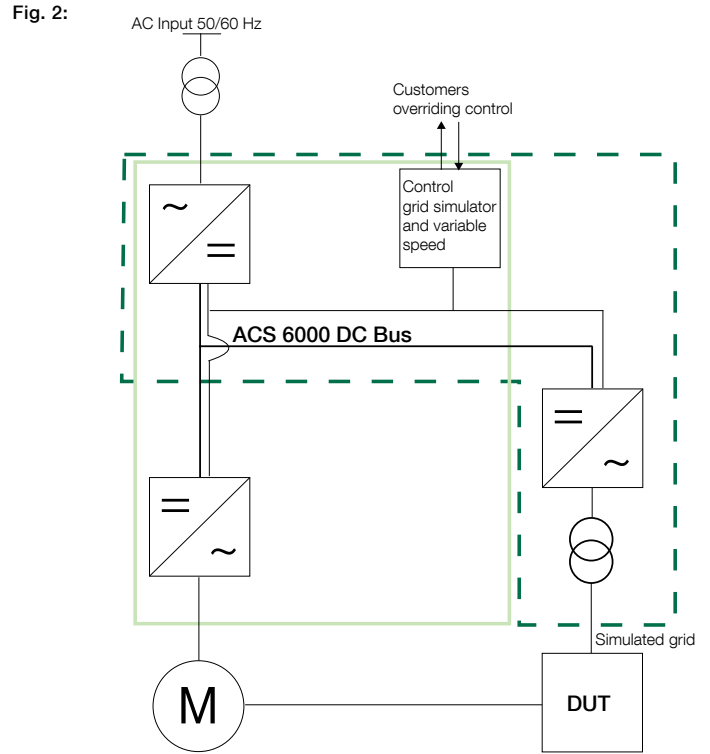 Fig. 2:
AC Input 50/60 Hz
Customers
overriding control
Control
grid simulator
and variable
speed
ACS 6000 DC Bus
Simulated grid
M
DUT